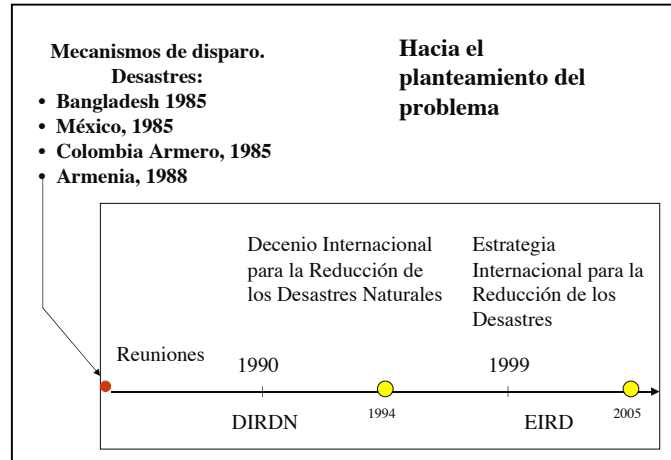 Mecanismos de disparo.
Desastres:
• Bangladesh 1985
• México, 1985
• Colombia Armero, 1985
• Armenia, 1988
Hacia el
planteamiento del
problema
Decenio Internacional
para la Reducción de
los Desastres Naturales
Estrategia
Internacional para la
Reducción de los
Desastres
Reuniones
1990
1999
DIRDN
1994
EIRD
2005